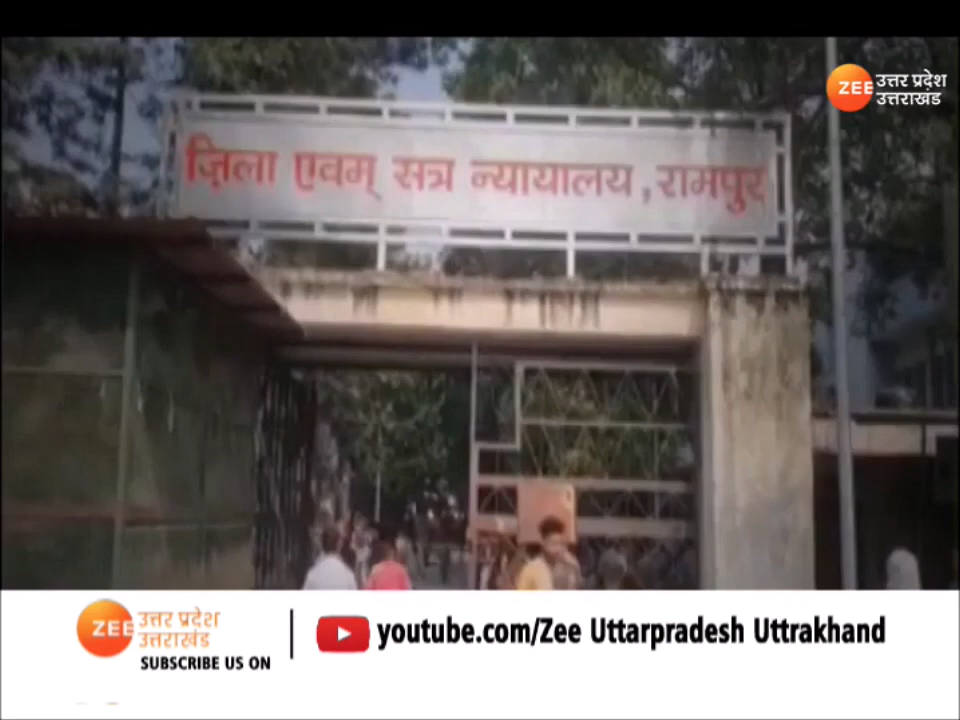 ZEE उत्तर प्रदेश
उत्तराखंड
ज़िला एवम् सत्र न्यायालय, रामपुर
ZEE उत्तर प्रदेश
उत्तराखंड
SUBSCRIBE US ON
youtube.com/Zee Uttarpradesh Uttrakhand